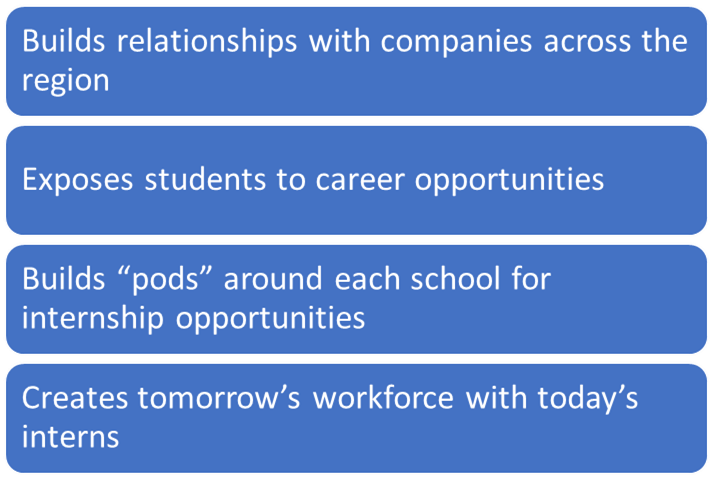 Builds relationships with companies across the
region
Exposes students to career opportunities
Builds “pods” around each school for
internship opportunities
Creates tomorrow’s workforce with today’s
interns